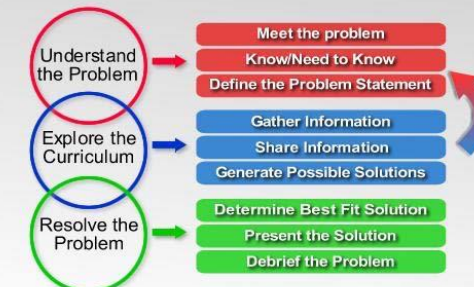 Understand
the Problem
Meet the problem
Know/Need to Know
Define the Problem Statement
Explore the
Curriculum
Gather Information
Share Information
Generate Possible Solutions
Resolve the
Problem
Determine Best Fit Solution
Present the Solution
Debrief the Problem